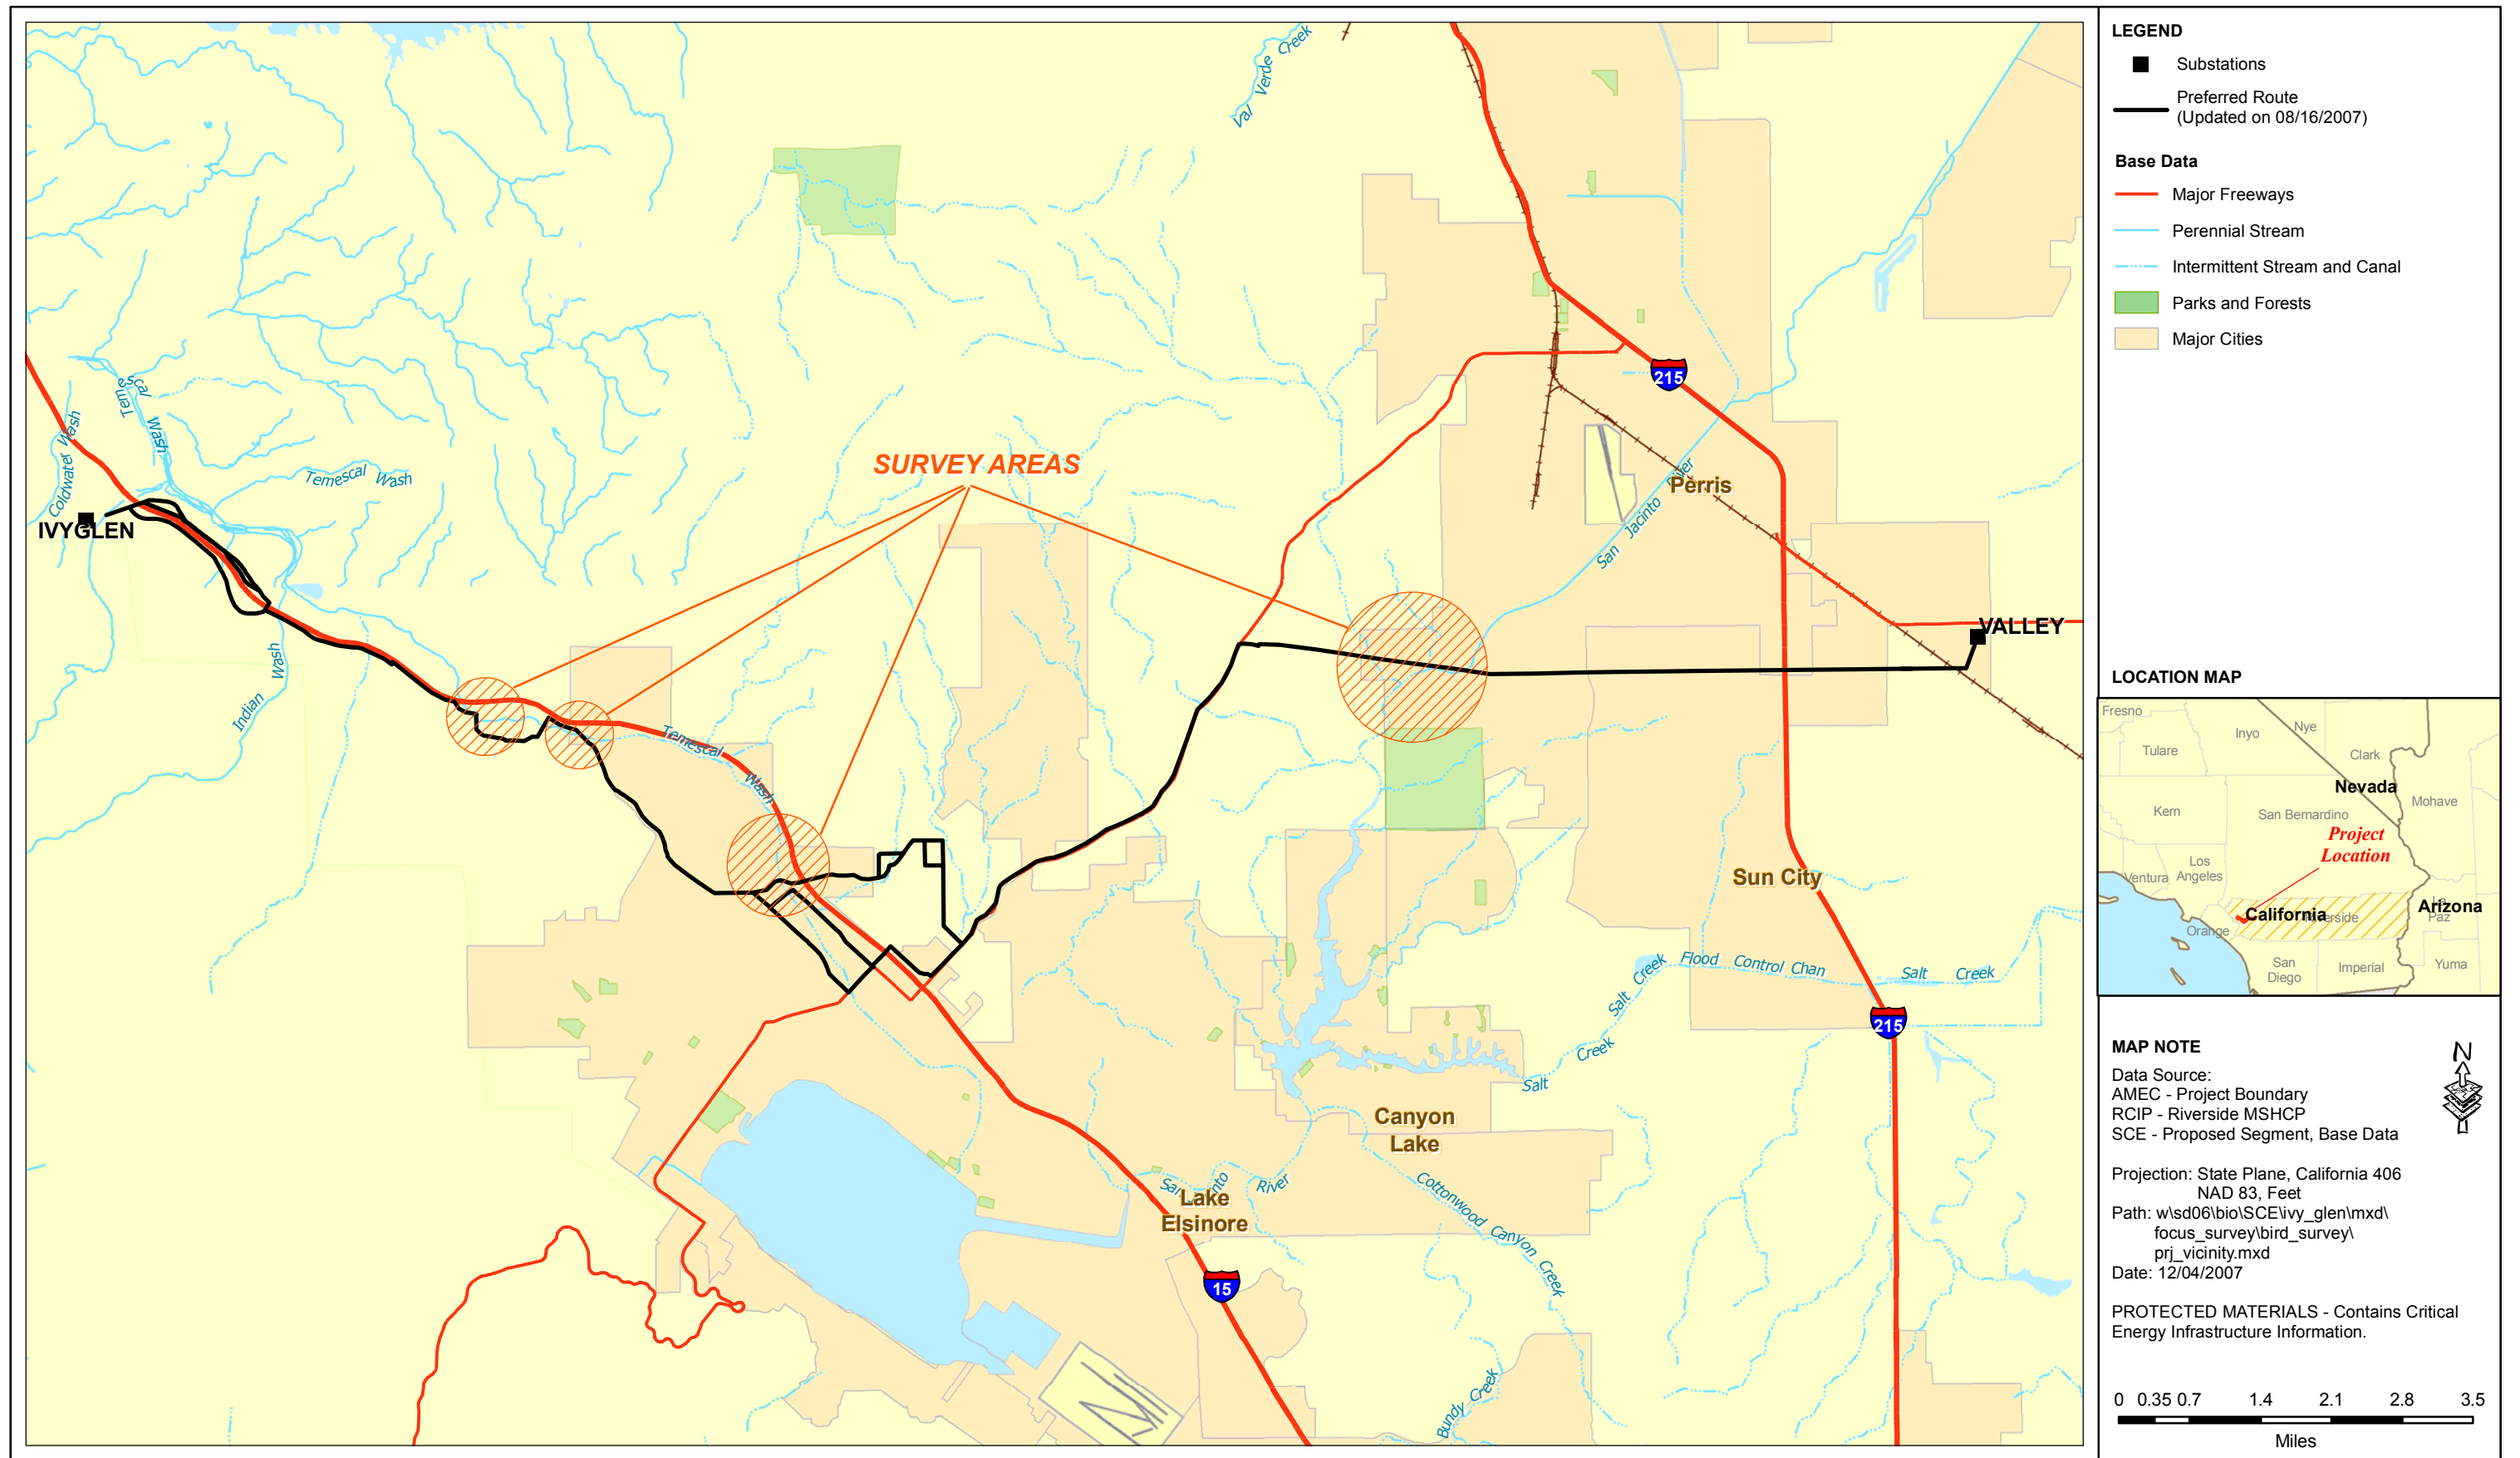 Val Verde Creek
215
Temescal Wash
Coldwater Wash
Temescal Wash
SURVEY AREAS
San Jacinto River
Perris
IVYGLEN
VALLEY
Indian Wash
Temescal Wash
Sun City
Salt Creek
Flood Control Chan
Salt Creek
Salt Creek
215
Canyon
Lake
San Jacinto River
Lake
Elsinore
Cottonwood Canyon Creek
15
Bundy Creek
LEGEND
Substations
Preferred Route
(Updated on 08/16/2007)
Base Data
Major Freeways
Perennial Stream
Intermittent Stream and Canal
Parks and Forests
Major Cities
LOCATION MAP
Fresno
Inyo
Nye
Tulare
Clark
Nevada
Mohave
Kern
San Bernardino
Project
Location
Los
Angeles
Ventura
California
Riverside
Arizona
La
Paz
Orange
San
Diego
Imperial
Yuma
MAP NOTE
N
Data Source:
AMEC - Project Boundary
RCIP - Riverside MSHCP
SCE - Proposed Segment, Base Data
Projection: State Plane, California 406
NAD 83, Feet
Path: w\sd06\bio\SCE\ivy_glen\mxd\
focus_survey\bird_survey\
prj_vicinity.mxd
Date: 12/04/2007
PROTECTED MATERIALS - Contains Critical
Energy Infrastructure Information.
0 0.35 0.7 1.4 2.1 2.8 3.5
Miles